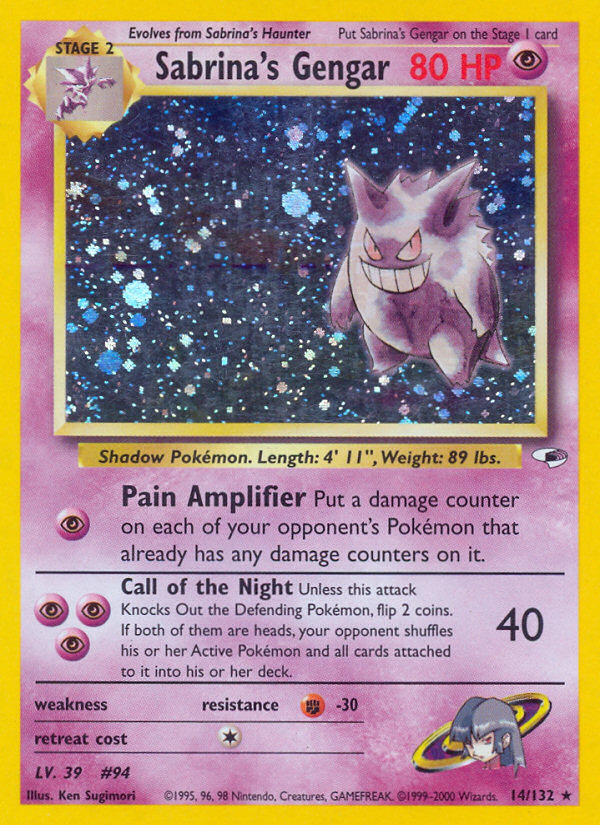 Evolves from Sabrina's Haunter Put Sabrina's Gengar on the Stage 1 card
STAGE 2
Sabrina's Gengar 80 HP
Shadow Pokémon. Length: 4' 11", Weight: 89 lbs.
Pain Amplifier Put a damage counter
on each of your opponent's Pokémon that
already has any damage counters on it.
Call of the Night Unless this attack
Knocks Out the Defending Pokémon, flip 2 coins.
If both of them are heads, your opponent shuffles
his or her Active Pokémon and all cards attached
to it into his or her deck.
40
weakness resistance -30
retreat cost
LV. 39 #94
Illus. Ken Sugimori ©1995, 96, 98 Nintendo, Creatures, GAMEFREAK. ©1999-2000 Wizards. 14/132 ★